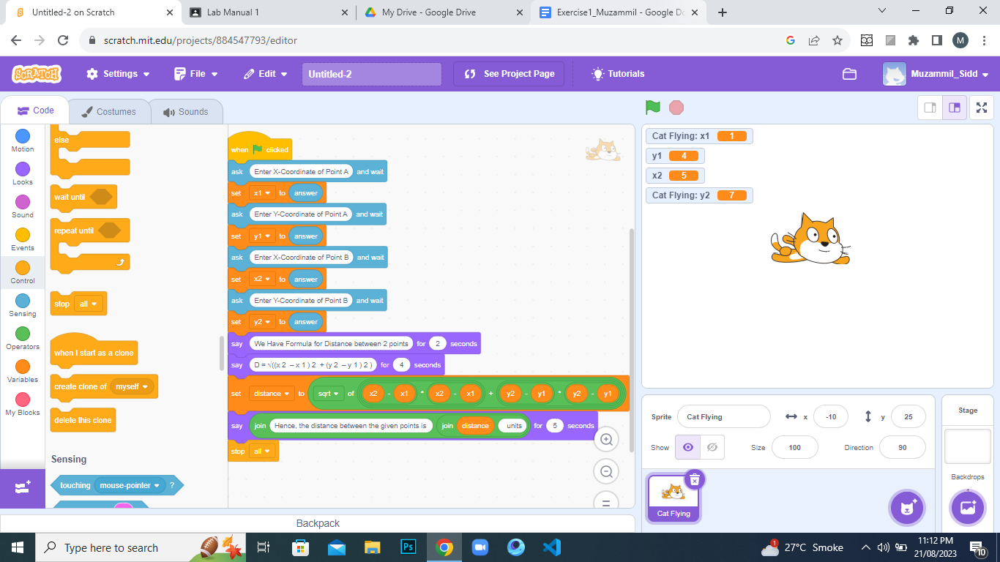 Untitled-2 on Scratch
Lab Manual 1
My Drive - Google Drive
Exercise1_Muzammil - Google Do
scratch.mit.edu/projects/884547793/editor
M
SCRATCH
Settings
File
Edit
Untitled-2
See Project Page
Tutorials
Muzammil_Sidd
Code
Costumes
Sounds
Motion
Looks
Sound
Events
Control
Sensing
Operators
Variables
My Blocks
else
wait until
repeat until
stop all
when I start as a clone
create clone of myself
delete this clone
Sensing
touching mouse-pointer ?
when clicked
ask Enter X-Coordinate of Point A and wait
set x1 to answer
ask Enter Y-Coordinate of Point A and wait
set y1 to answer
ask Enter X-Coordinate of Point B and wait
set x2 to answer
ask Enter Y-Coordinate of Point B and wait
set y2 to answer
say We Have Formula for Distance between 2 points for 2 seconds
say D = √((x 2 – x 1 ) 2 + (y 2 – y 1 ) 2 ) for 4 seconds
set distance to sqrt of x2 - x1 * x2 - x1 + y2 - y1 * y2 - y1
say join Hence, the distance between the given points is join distance units for 5 seconds
stop all
Backpack
Cat Flying: x1 1
y1 4
x2 5
Cat Flying: y2 7
Sprite Cat Flying x -10 y 25
Show Size 100 Direction 90
Cat Flying
Stage
Backdrops
1
Type here to search
Ps
1
27°C Smoke
11:12 PM
21/08/2023
10